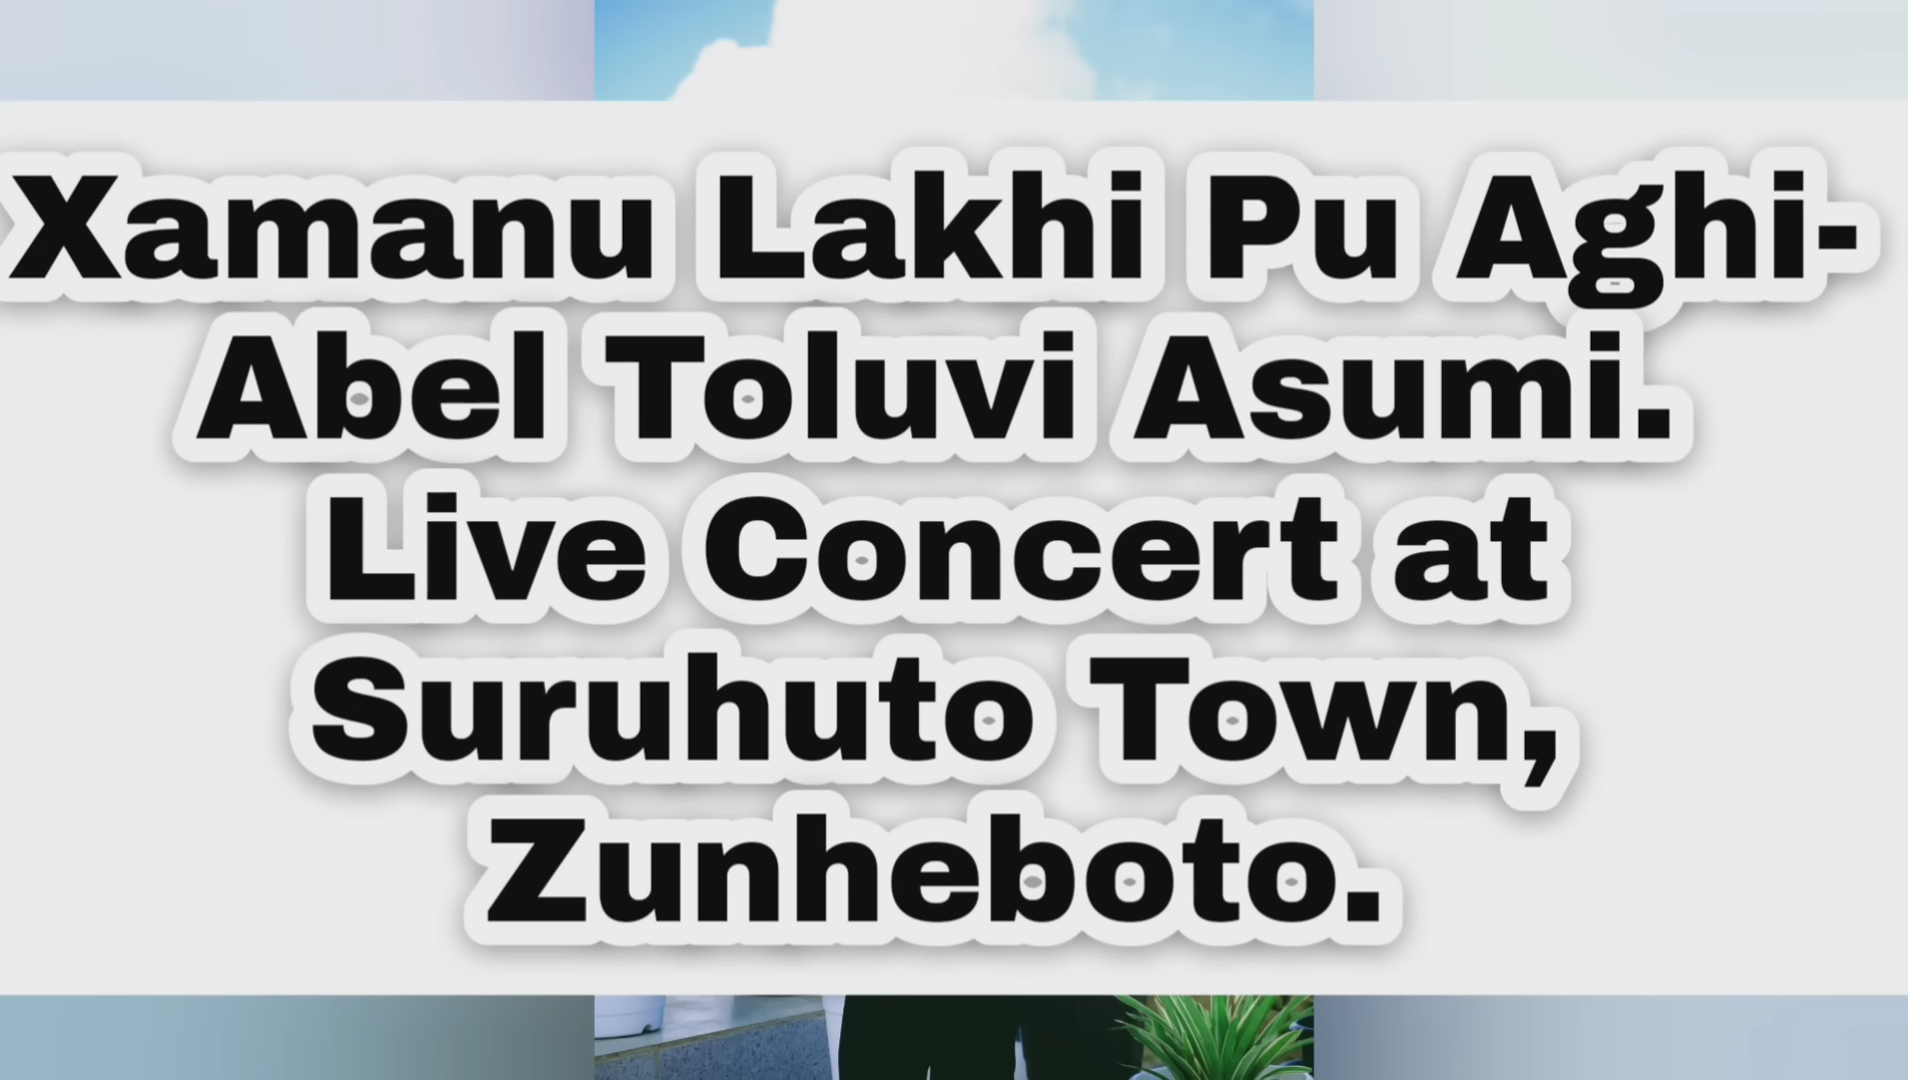 Xamanu Lakhi Pu Aghi-
Abel Toluvi Asumi.
Live Concert at
Suruhuto Town,
Zunheboto.